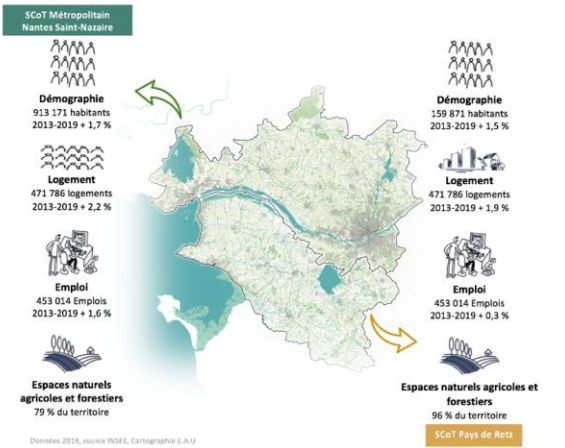 SCoT Métropolitain
Nantes Saint-Nazaire
Démographie
913 171 habitants
2013-2019 + 1,7 %
Logement
471 786 logements
2013-2019 + 2,2 %
Emploi
453 014 Emplois
2013-2019 + 1,6 %
Espaces naturels
agricoles et forestiers
79 % du territoire
Démographie
159 871 habitants
2013-2019 + 1,5 %
Logement
471 786 logements
2013-2019 + 1,9 %
Emploi
453 014 Emplois
2013-2019 + 0,3 %
Espaces naturels agricoles et
forestiers
96 % du territoire
SCoT Pays de Retz
Données 2019, source INSEE, Cartographie E.A.U